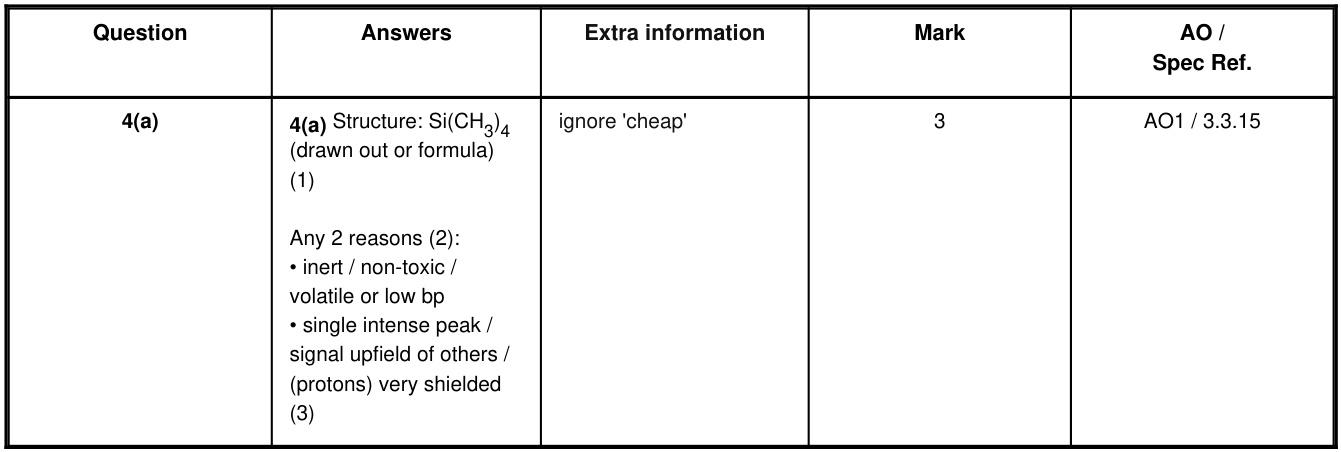 Question Answers Extra information Mark AO /
Spec Ref.
4(a) 4(a) Structure: Si(CH3)4 ignore 'cheap' 3 AO1 / 3.3.15
(drawn out or formula)
(1)
Any 2 reasons (2):
• inert / non-toxic /
volatile or low bp
• single intense peak /
signal upfield of others /
(protons) very shielded
(3)